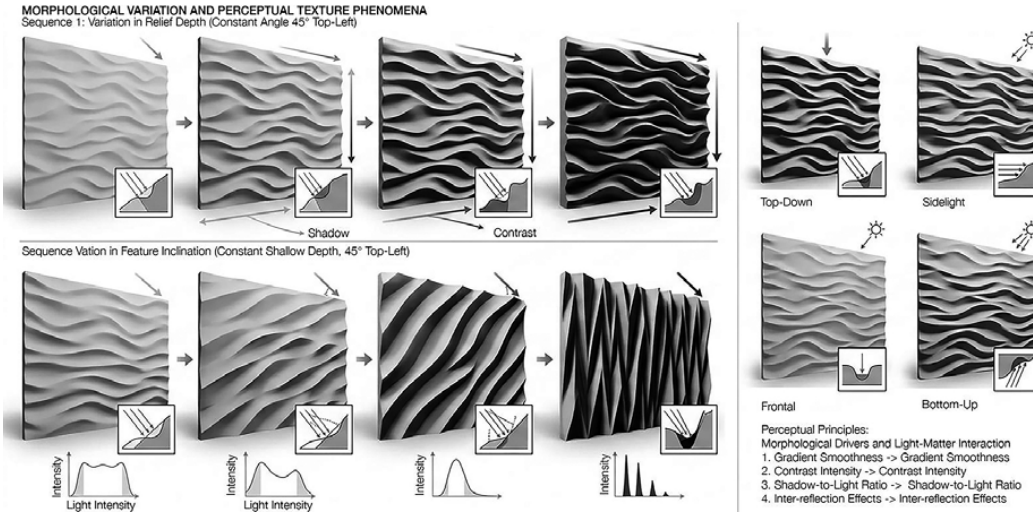 MORPHOLOGICAL VARIATION AND PERCEPTUAL TEXTURE PHENOMENA
Sequence 1: Variation in Relief Depth (Constant Angle 45° Top-Left)
Shadow
Contrast
Sequence Vation in Feature Inclination (Constant Shallow Depth, 45° Top-Left)
Intensity
Light Intensity
Intensity
Light Intensity
Intensity
Intensity
Top-Down
Sidelight
Frontal
Bottom-Up
Perceptual Principles:
Morphological Drivers and Light-Matter Interaction
1. Gradient Smoothness -> Gradient Smoothness
2. Contrast Intensity -> Contrast Intensity
3. Shadow-to-Light Ratio -> Shadow-to-Light Ratio
4. Inter-reflection Effects -> Inter-reflection Effects